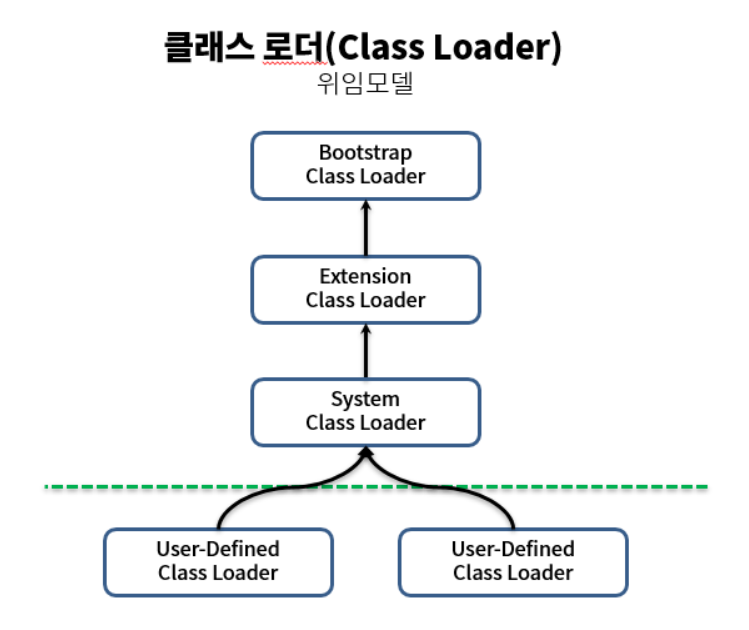 클래스 로더(Class Loader)
위임모델
Bootstrap
Class Loader
Extension
Class Loader
System
Class Loader
User-Defined
Class Loader
User-Defined
Class Loader